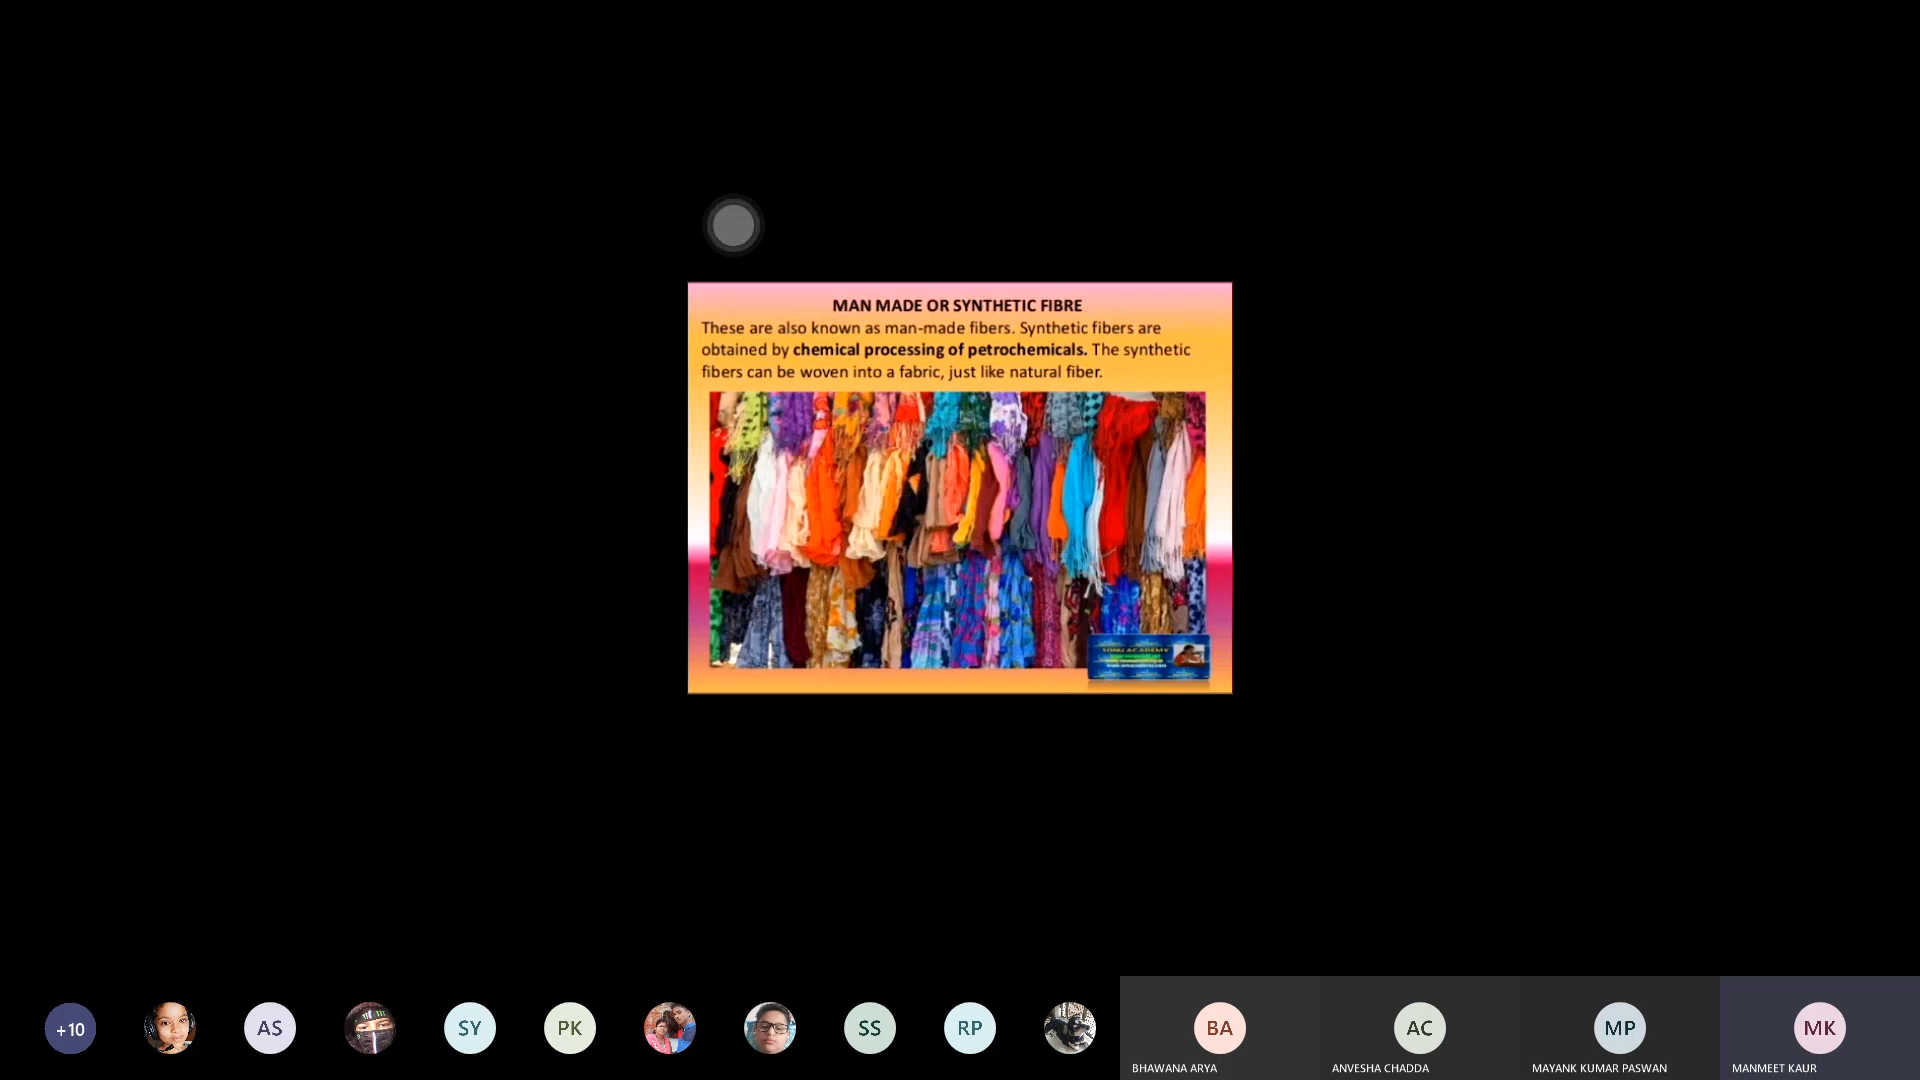 MAN MADE OR SYNTHETIC FIBRE
These are also known as man-made fibers. Synthetic fibers are
obtained by chemical processing of petrochemicals. The synthetic
fibers can be woven into a fabric, just like natural fiber.
SONU ACADEMY
+10
AS
SY
PK
SS
RP
BA
AC
MP
MK
BHAWANA ARYA
ANVESHA CHADDA
MAYANK KUMAR PASWAN
MANMEET KAUR